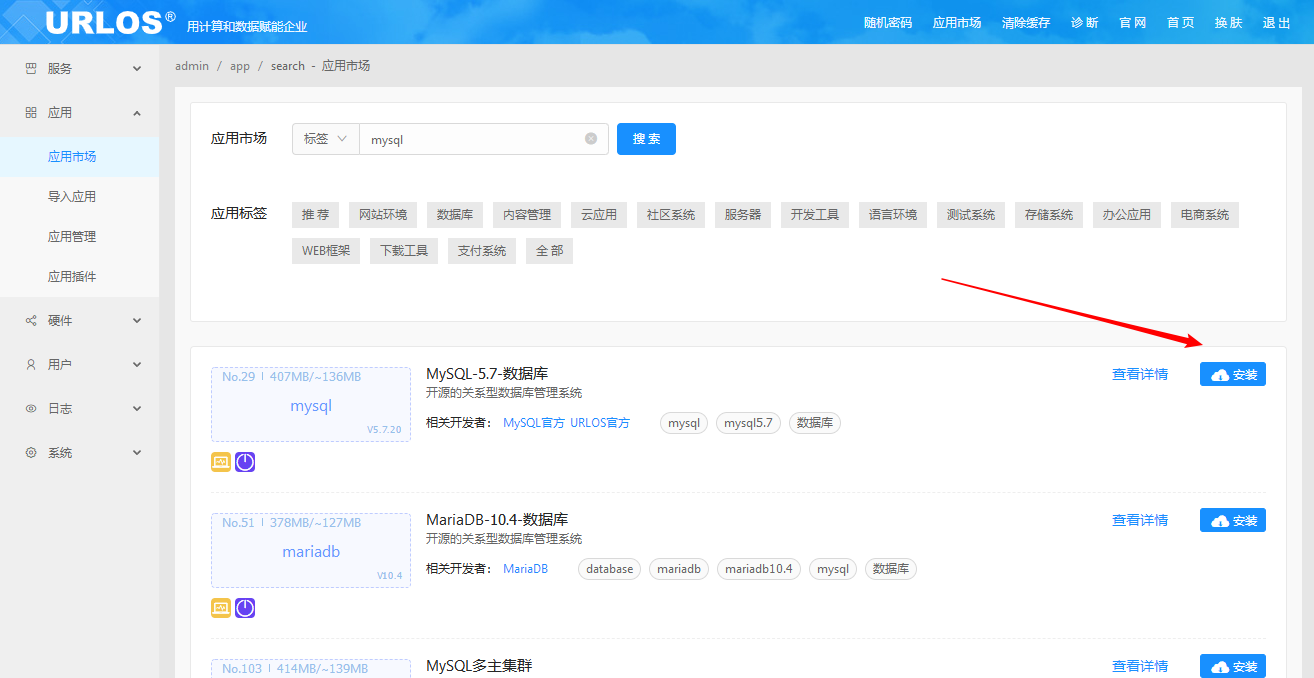 URLOS® 用计算和数据赋能企业
随机密码 应用市场 清除缓存 诊断 官网 首页 换肤 退出
服务
应用
应用市场
导入应用
应用管理
应用插件
硬件
用户
日志
系统
admin / app / search - 应用市场
应用市场 标签 mysql 搜索
应用标签 推荐 网站环境 数据库 内容管理 云应用 社区系统 服务器 开发工具 语言环境 测试系统 存储系统 办公应用 电商系统
WEB框架 下载工具 支付系统 全部
No.29 | 407MB/~136MB
mysql
V5.7.20
MySQL-5.7-数据库
开源的关系型数据库管理系统
相关开发者： MySQL官方 URLOS官方 mysql mysql5.7 数据库
查看详情 安装
No.51 | 378MB/~127MB
mariadb
V10.4
MariaDB-10.4-数据库
开源的关系型数据库管理系统
相关开发者： MariaDB database mariadb mariadb10.4 mysql 数据库
查看详情 安装
No.103 | 414MB/~139MB
MySQL多主集群
查看详情 安装